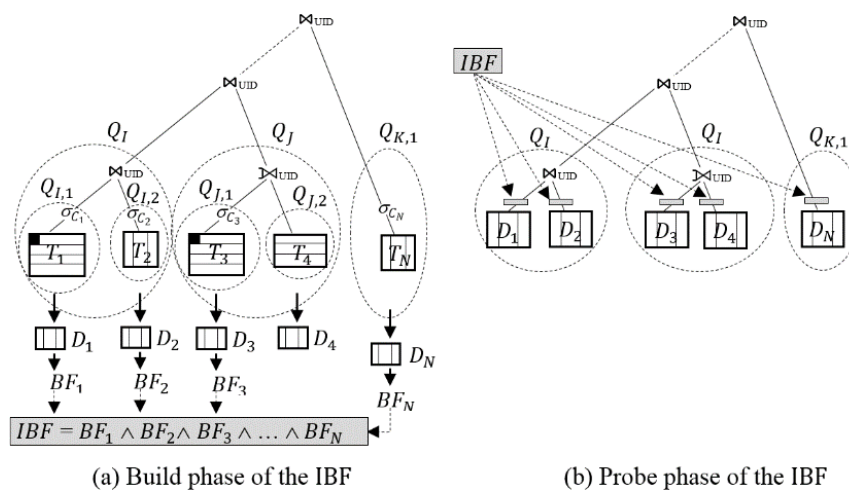 ⋈UID
⋈UID
Q_I
Q_J
Q_{K,1}
⋈UID
⋈UID
Q_{I,1}
Q_{I,2}
Q_{J,1}
Q_{J,2}
σ_{C_1}
σ_{C_2}
σ_{C_3}
σ_{C_N}
T_1
T_2
T_3
T_4
T_N
D_1
D_2
D_3
D_4
D_N
BF_1
BF_2
BF_3
BF_N
IBF = BF_1 ∧ BF_2 ∧ BF_3 ∧ … ∧ BF_N
(a) Build phase of the IBF
⋈UID
IBF
⋈UID
Q_I
Q_I
Q_{K,1}
⋈UID
⋈UID
D_1
D_2
D_3
D_4
D_N
(b) Probe phase of the IBF